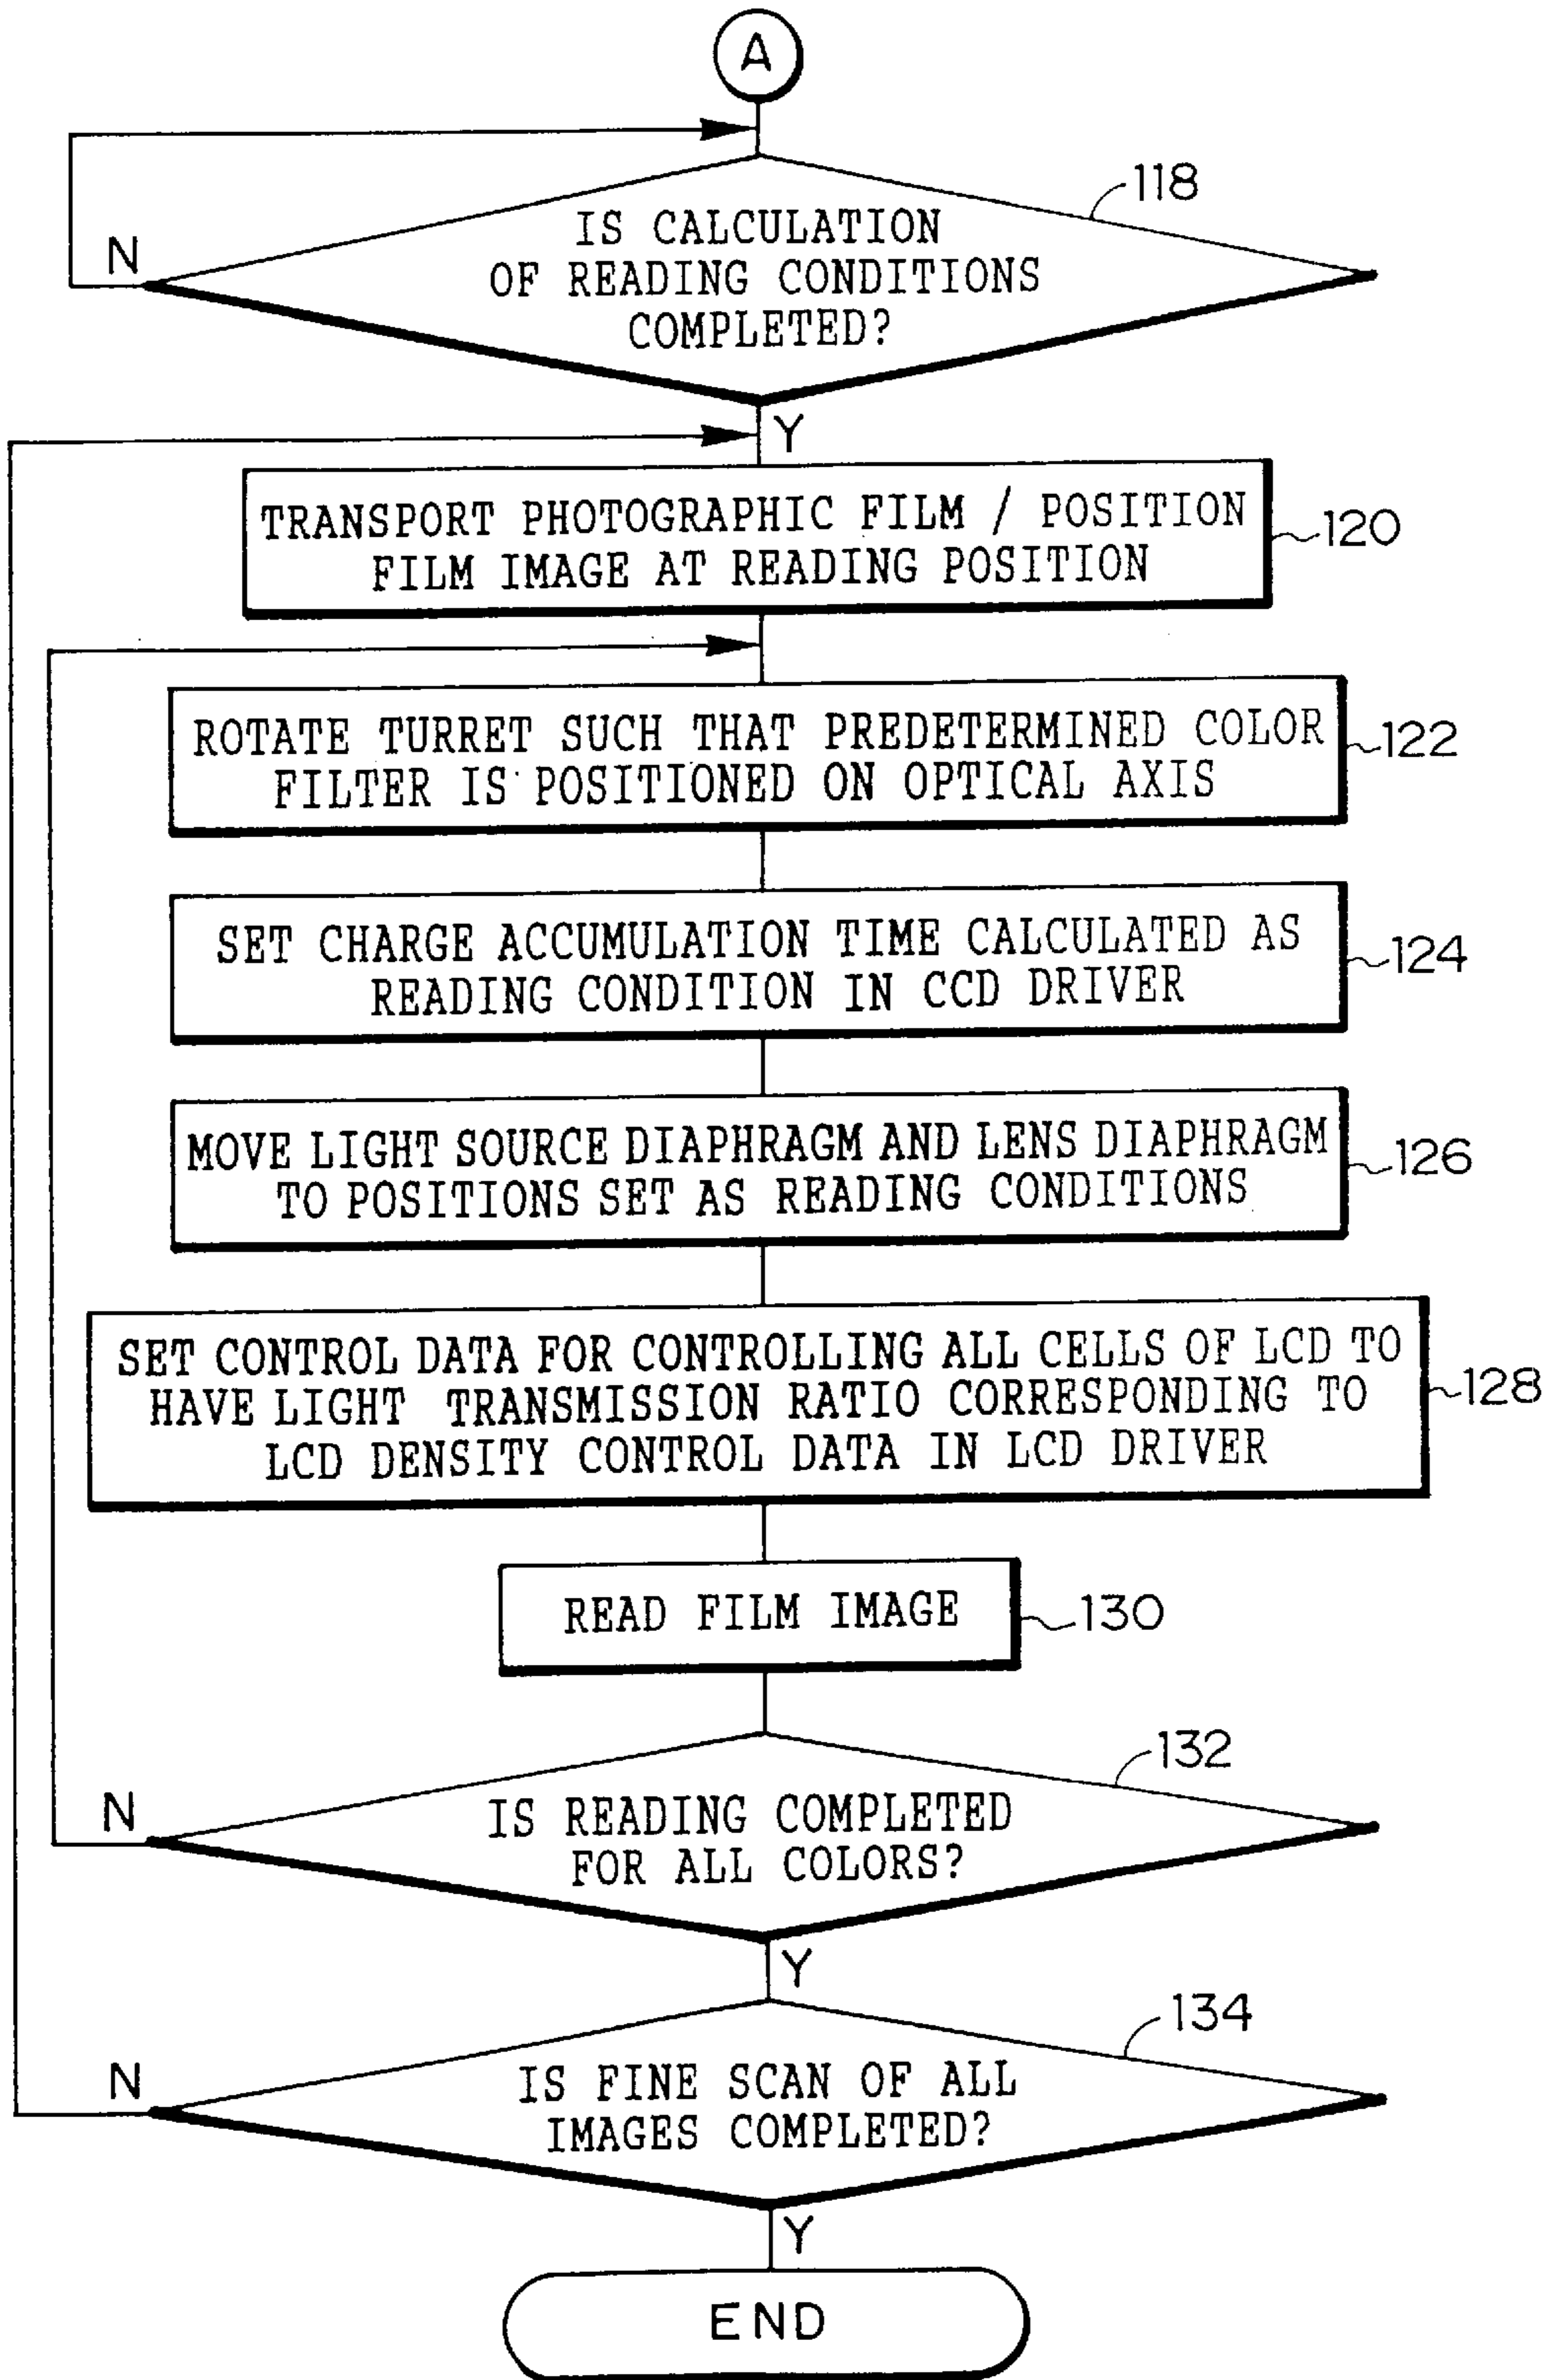 A
118
IS CALCULATION
OF READING CONDITIONS
COMPLETED?
N
Y
TRANSPORT PHOTOGRAPHIC FILM / POSITION
FILM IMAGE AT READING POSITION
120
ROTATE TURRET SUCH THAT PREDETERMINED COLOR
FILTER IS POSITIONED ON OPTICAL AXIS
122
SET CHARGE ACCUMULATION TIME CALCULATED AS
READING CONDITION IN CCD DRIVER
124
MOVE LIGHT SOURCE DIAPHRAGM AND LENS DIAPHRAGM
TO POSITIONS SET AS READING CONDITIONS
126
SET CONTROL DATA FOR CONTROLLING ALL CELLS OF LCD TO
HAVE LIGHT TRANSMISSION RATIO CORRESPONDING TO
LCD DENSITY CONTROL DATA IN LCD DRIVER
128
READ FILM IMAGE
130
132
N
IS READING COMPLETED
FOR ALL COLORS?
Y
134
N
IS FINE SCAN OF ALL
IMAGES COMPLETED?
Y
END